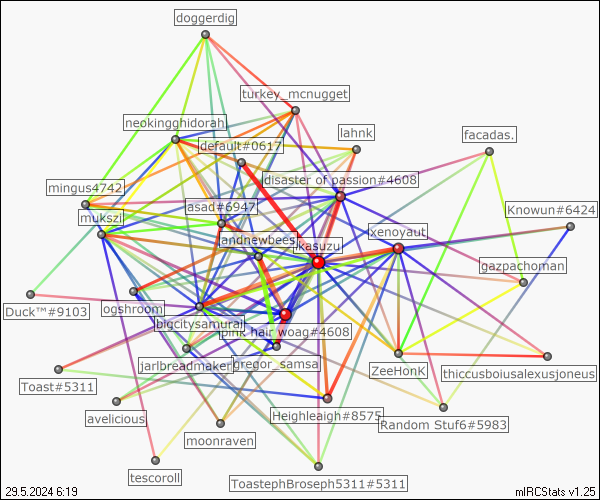 doggerdig
turkey_mcnugget
neokingghidorah
lahnk
facadas.
default#0617
disaster of passion#4608
mingus4742
asad#6947
Knowun#6424
mukszi
xenoyaut
andnewbees
kasuzu
gazpachoman
Duck™#9103
ogshroom
bigcitysamurai
pink hair woag#4608
jarlbreadmaker
gregor_samsa
ZeeHonK
thiccusboiusalexusjoneus
Toast#5311
avelicious
Heighleaigh#8575
Random Stuf6#5983
moonraven
tescoroll
ToastephBroseph5311#5311
29.5.2024 6:19
mIRCStats v1.25